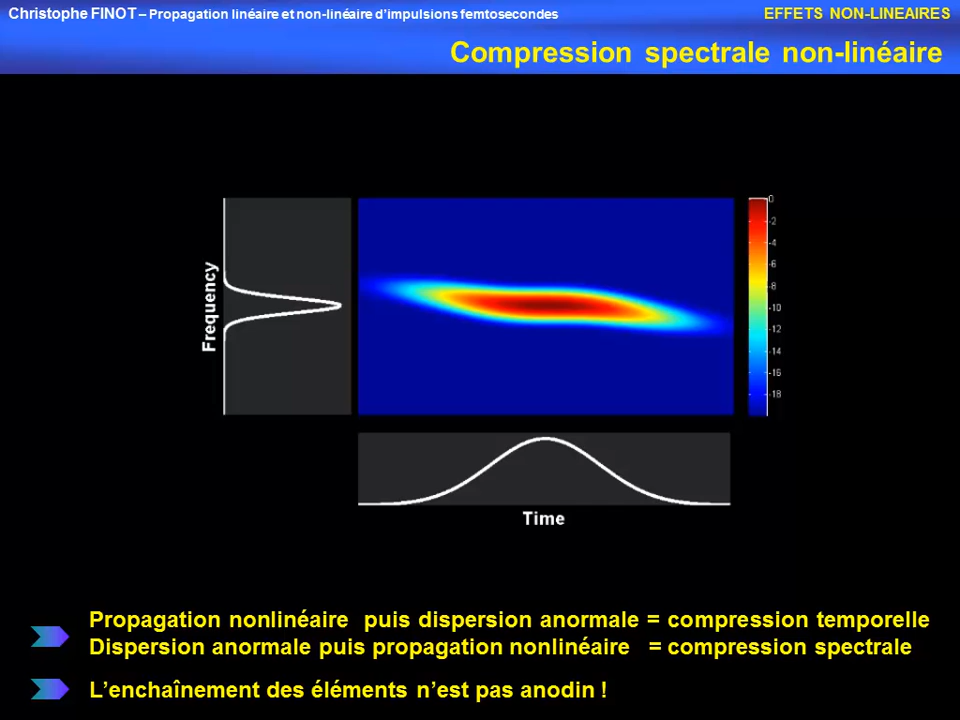 Christophe FINOT – Propagation linéaire et non-linéaire d’impulsions femtosecondes
EFFETS NON-LINEAIRES
Compression spectrale non-linéaire
Frequency
0
-2
-4
-6
-8
-10
-12
-14
-16
-18
Time
Propagation nonlinéaire puis dispersion anormale = compression temporelle
Dispersion anormale puis propagation nonlinéaire = compression spectrale
L’enchaînement des éléments n’est pas anodin !